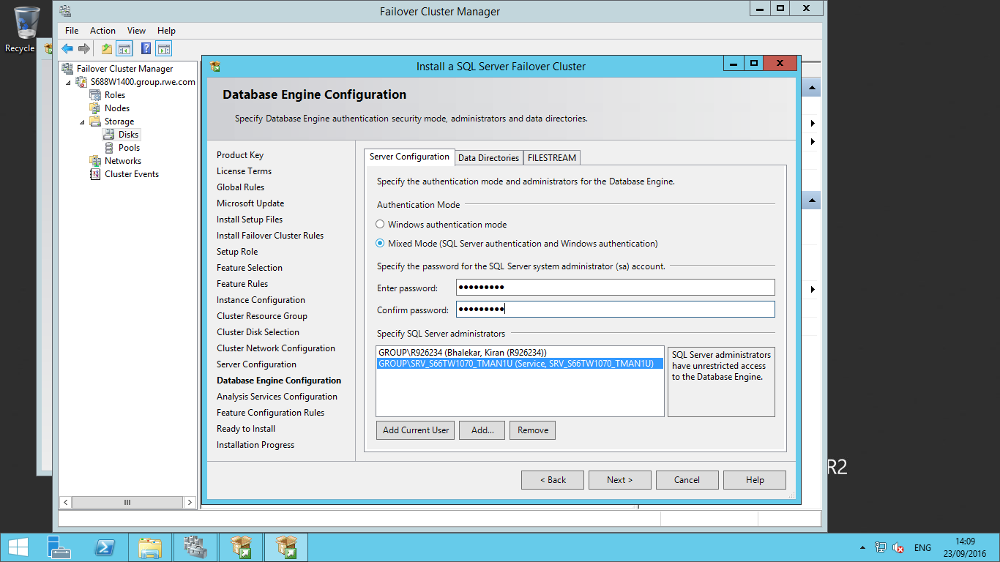 Recycle
Failover Cluster Manager
File Action View Help
Failover Cluster Manager
S688W1400.group.rwe.com
Roles
Nodes
Storage
Disks
Pools
Networks
Cluster Events
Install a SQL Server Failover Cluster
Database Engine Configuration
Specify Database Engine authentication security mode, administrators and data directories.
Product Key
License Terms
Global Rules
Microsoft Update
Install Setup Files
Install Failover Cluster Rules
Setup Role
Feature Selection
Feature Rules
Instance Configuration
Cluster Resource Group
Cluster Disk Selection
Cluster Network Configuration
Server Configuration
Database Engine Configuration
Analysis Services Configuration
Feature Configuration Rules
Ready to Install
Installation Progress
Server Configuration Data Directories FILESTREAM
Specify the authentication mode and administrators for the Database Engine.
Authentication Mode
Windows authentication mode
Mixed Mode (SQL Server authentication and Windows authentication)
Specify the password for the SQL Server system administrator (sa) account.
Enter password: ●●●●●●●●●
Confirm password: ●●●●●●●●●
Specify SQL Server administrators
GROUP\R926234 (Bhalekar, Kiran (R926234))
GROUP\SRV_S66TW1070_TMAN1U (Service, SRV_S66TW1070_TMAN1U)
SQL Server administrators
have unrestricted access
to the Database Engine.
Add Current User Add... Remove
< Back Next > Cancel Help
R2
ENG
14:09
23/09/2016